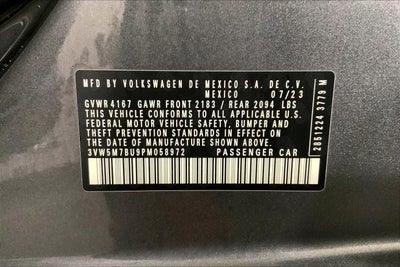 MFD BY VOLKSWAGEN DE MEXICO S.A. DE C.V.
MEXICO 07/23
GVWR 4167 GAWR FRONT 2183 / REAR 2094 LBS
THIS VEHICLE CONFORMS TO ALL APPLICABLE U.S.
FEDERAL MOTOR VEHICLE SAFETY, BUMPER AND
THEFT PREVENTION STANDARDS IN EFFECT ON
THE DATE OF MANUFACTURE SHOWN ABOVE
3VW5M7BU9PM058972 PASSENGER CAR
2851224 3779 M